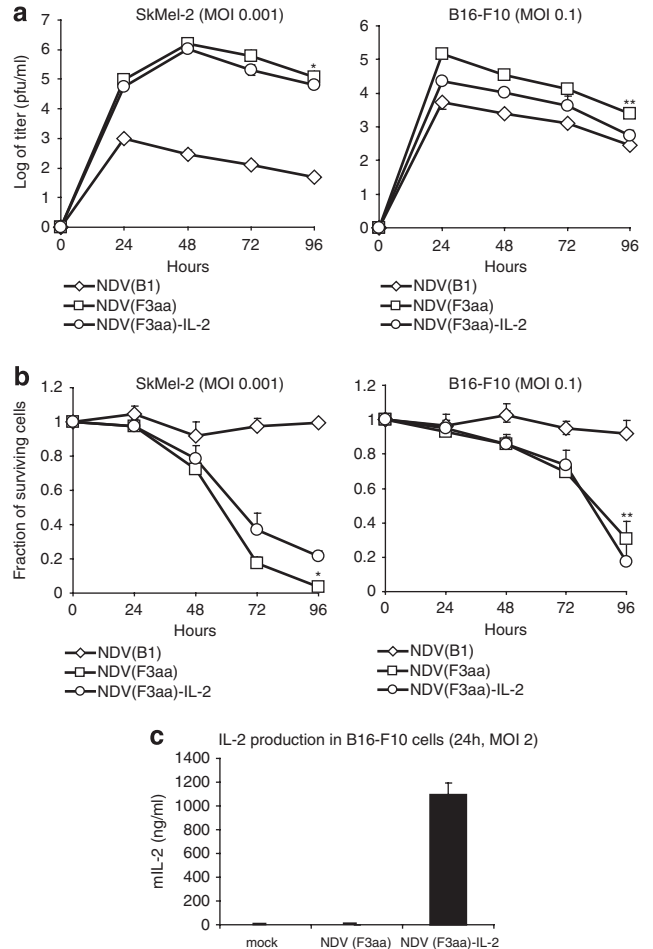 a
SkMel-2 (MOI 0.001)
B16-F10 (MOI 0.1)
Log of titer (pfu/ml)
7
6
5
4
3
2
1
0
*
0 24 48 72 96
Hours
6
5
4
3
2
1
0
**
0 24 48 72 96
Hours
NDV(B1)
NDV(F3aa)
NDV(F3aa)-IL-2
NDV(B1)
NDV(F3aa)
NDV(F3aa)-IL-2
b
SkMel-2 (MOI 0.001)
B16-F10 (MOI 0.1)
Fraction of surviving cells
1.2
1
0.8
0.6
0.4
0.2
0
*
0 24 48 72 96
Hours
1.2
1
0.8
0.6
0.4
0.2
0
**
0 24 48 72 96
Hours
NDV(B1)
NDV(F3aa)
NDV(F3aa)-IL-2
NDV(B1)
NDV(F3aa)
NDV(F3aa)-IL-2
c
IL-2 production in B16-F10 cells (24h, MOI 2)
mIL-2 (ng/ml)
1400
1200
1000
800
600
400
200
0
mock NDV (F3aa) NDV (F3aa)-IL-2